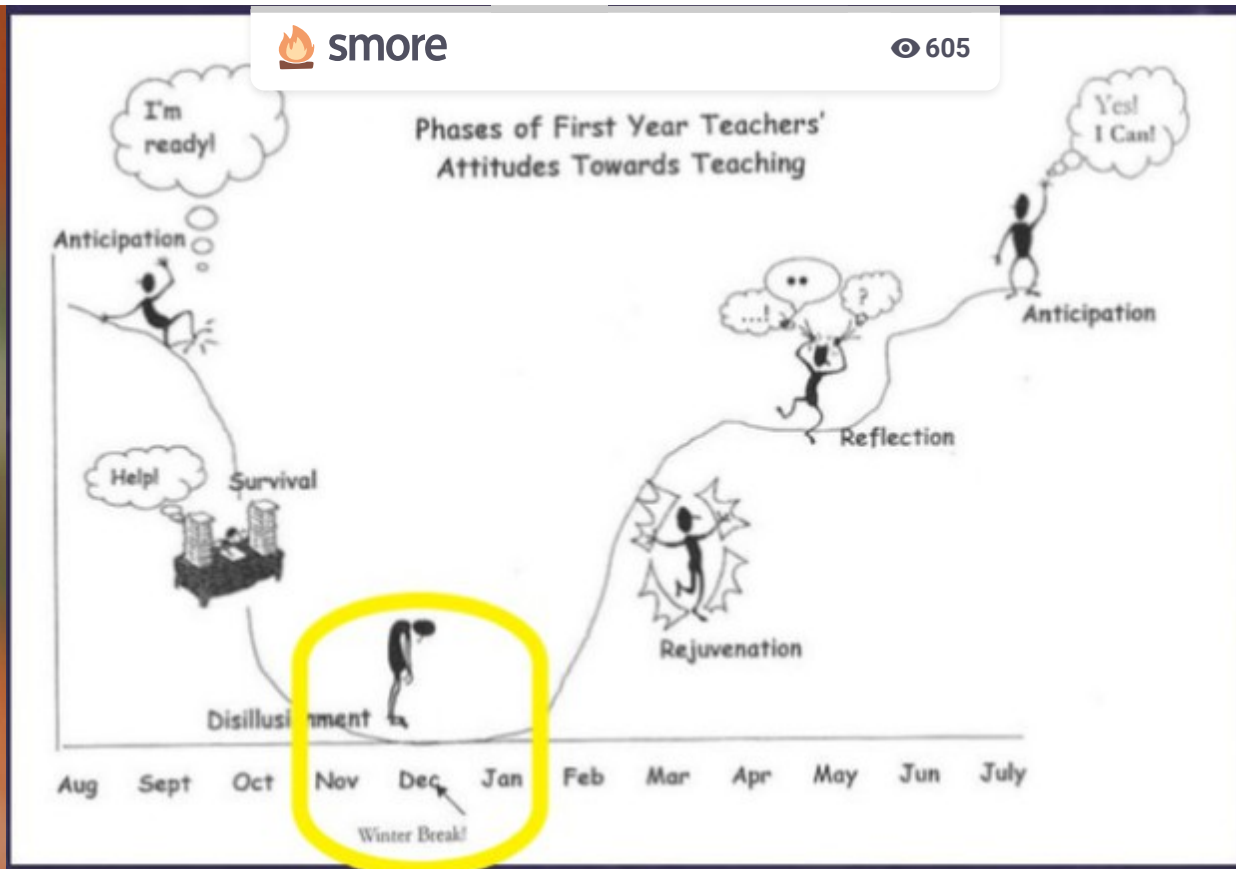 smore
605
Phases of First Year Teachers'
Attitudes Towards Teaching
I'm
ready!
Yes!
I Can!
Anticipation
...!
?
Anticipation
Reflection
Help!
Survival
Rejuvenation
Disillusionment
Aug Sept Oct Nov Dec Jan Feb Mar Apr May Jun July
Winter Break!